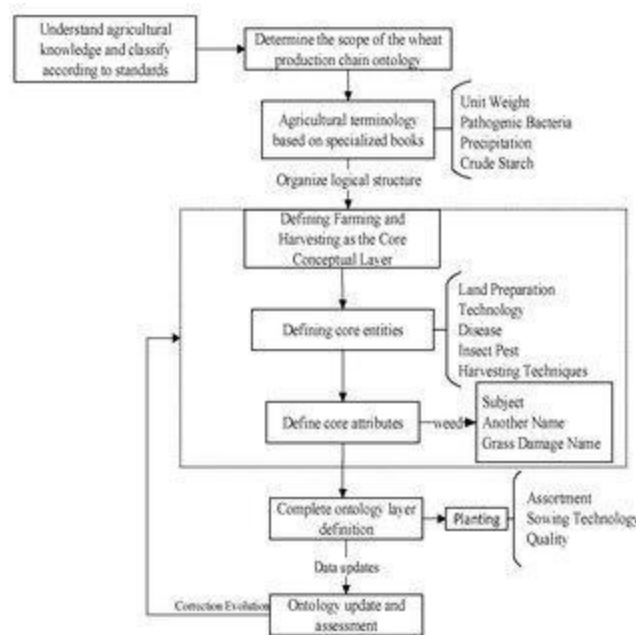 Understand agricultural
knowledge and classify
according to standards
Determine the scope of the wheat
production chain ontology
Agricultural terminology
based on specialized books
Unit Weight
Pathogenic Bacteria
Precipitation
Crude Starch
Organize logical structure
Defining Farming and
Harvesting as the Core
Conceptual Layer
Defining core entities
Land Preparation
Technology
Disease
Insect Pest
Harvesting Techniques
Define core attributes
weed
Subject
Another Name
Grass Damage Name
Complete ontology layer
definition
Planting
Assortment
Sowing Technology
Quality
Data updates
Correction Evolution
Ontology update and
assessment